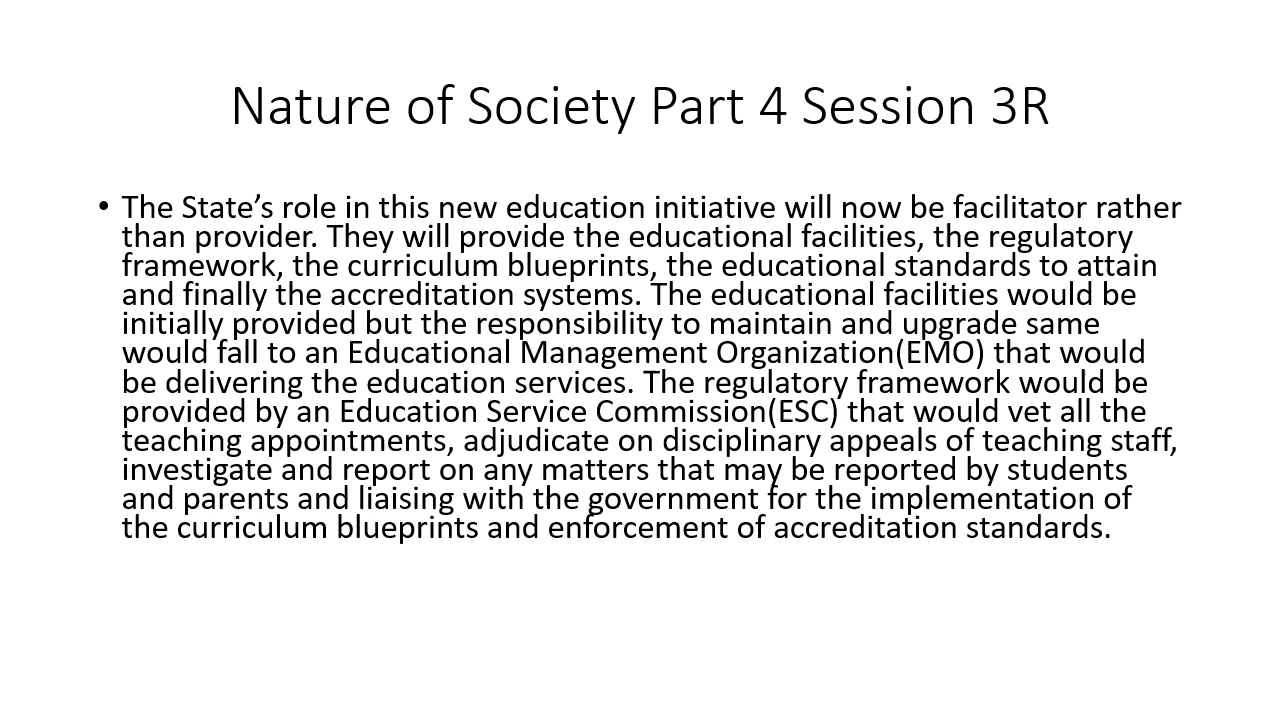 Nature of Society Part 4 Session 3R
• The State’s role in this new education initiative will now be facilitator rather
than provider. They will provide the educational facilities, the regulatory
framework, the curriculum blueprints, the educational standards to attain
and finally the accreditation systems. The educational facilities would be
initially provided but the responsibility to maintain and upgrade same
would fall to an Educational Management Organization(EMO) that would
be delivering the education services. The regulatory framework would be
provided by an Education Service Commission(ESC) that would vet all the
teaching appointments, adjudicate on disciplinary appeals of teaching staff,
investigate and report on any matters that may be reported by students
and parents and liaising with the government for the implementation of
the curriculum blueprints and enforcement of accreditation standards.